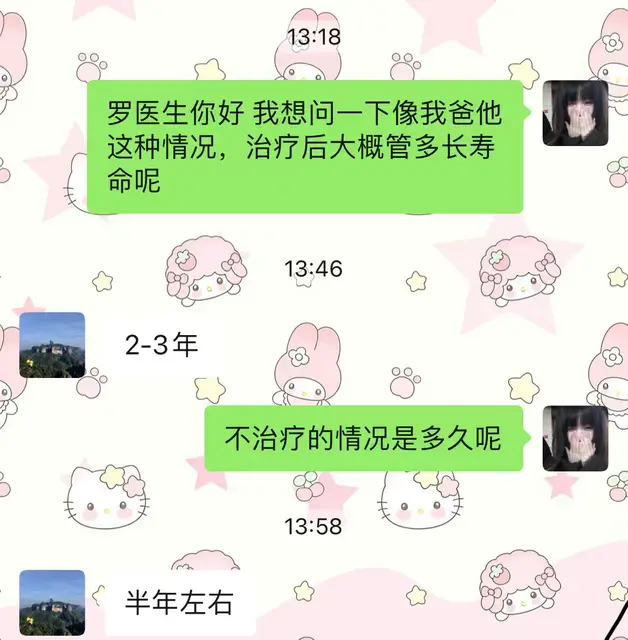 13:18
罗医生你好 我想问一下像我爸他
这种情况，治疗后大概管多长寿
命呢
13:46
2-3年
不治疗的情况是多久呢
13:58
半年左右